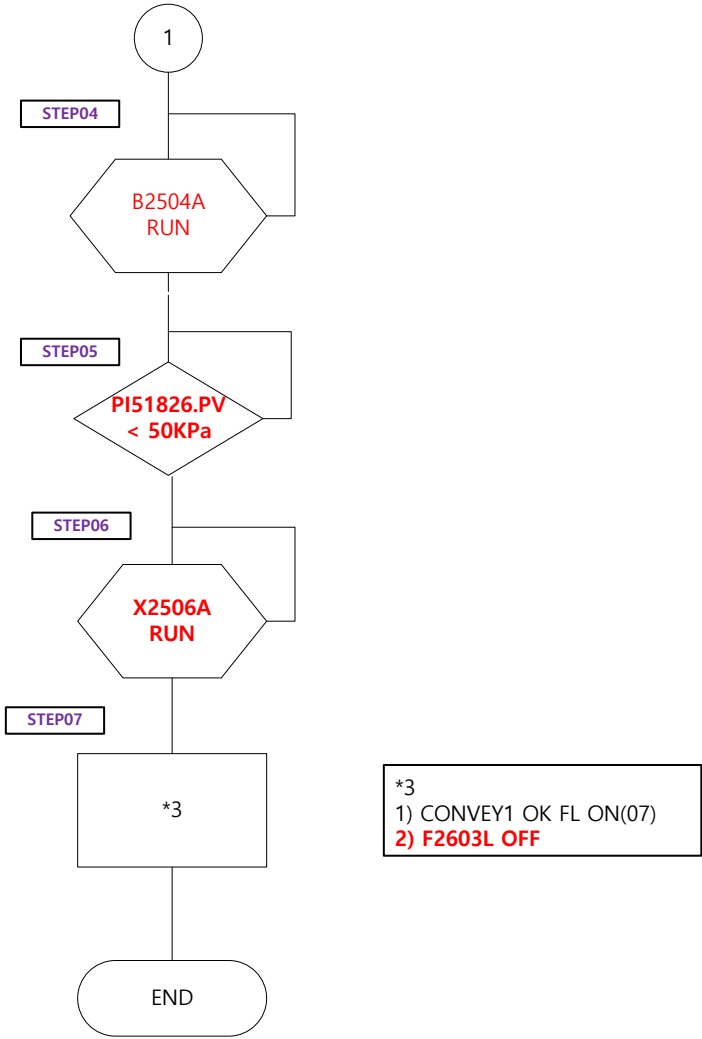 1
STEP04
B2504A
RUN
STEP05
PI51826.PV
< 50KPa
STEP06
X2506A
RUN
STEP07
*3
*3
1) CONVEY1 OK FL ON(07)
2) F2603L OFF
END